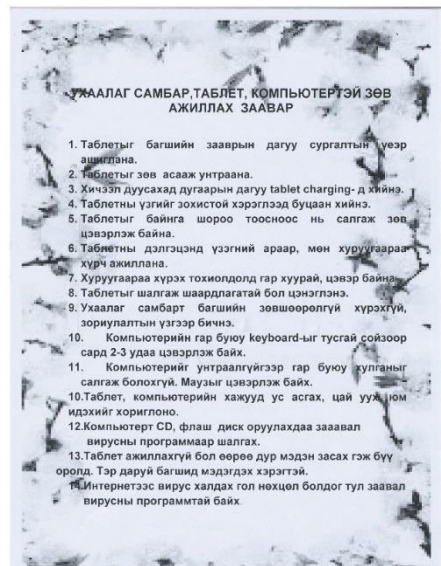 УХААЛАГ САМБАР,ТАБЛЕТ, КОМПЬЮТЕРТЭЙ ЗӨВ
АЖИЛЛАХ ЗААВАР
1. Таблетыг багшийн зааврын дагуу сургалтын үеэр
ашиглана.
2. Таблетыг зөв асааж унтраана.
3. Хичээл дуусахад дугаарын дагуу tablet charging- д хийнэ.
4. Таблетны үзгийг зохистой хэрэглээд буцаан хийнэ.
5. Таблетыг байнга шороо тоосноос нь салгаж зөв
цэвэрлэж байна.
6. Таблетны дэлгэцэнд үзэгний араар, мөн хуруугаараа
хүрч ажиллана.
7. Хуруугаараа хүрэх тохиолдолд гар хуурай, цэвэр байна.
8. Таблетыг шалгаж шаардлагатай бол цэнэглэнэ.
9. Ухаалаг самбарт багшийн зөвшөөрөлгүй хүрэхгүй,
зориулалтын үзгээр бичнэ.
10. Компьютерийн гар буюу keyboard-ыг тусгай сойзоор
сард 2-3 удаа цэвэрлэж байх.
11. Компьютерийг унтраалгүйгээр гар буюу хулганыг
салгаж болохгүй. Маузыг цэвэрлэж байх.
10.Таблет, компьютерийн хажууд ус асгах, цай ууж юм
идэхийг хориглоно.
12.Компьютерт CD, флаш диск оруулахдаа зааавал
вирусны программаар шалгах.
13.Таблет ажиллахгүй бол өөрөө дур мэдэн засах гэж бүү
оролд. Тэр даруй багшид мэдэгдэх хэрэгтэй.
14.Интернетээс вирус халдах гол нөхцөл болдог тул заавал
вирусны программтай байх.